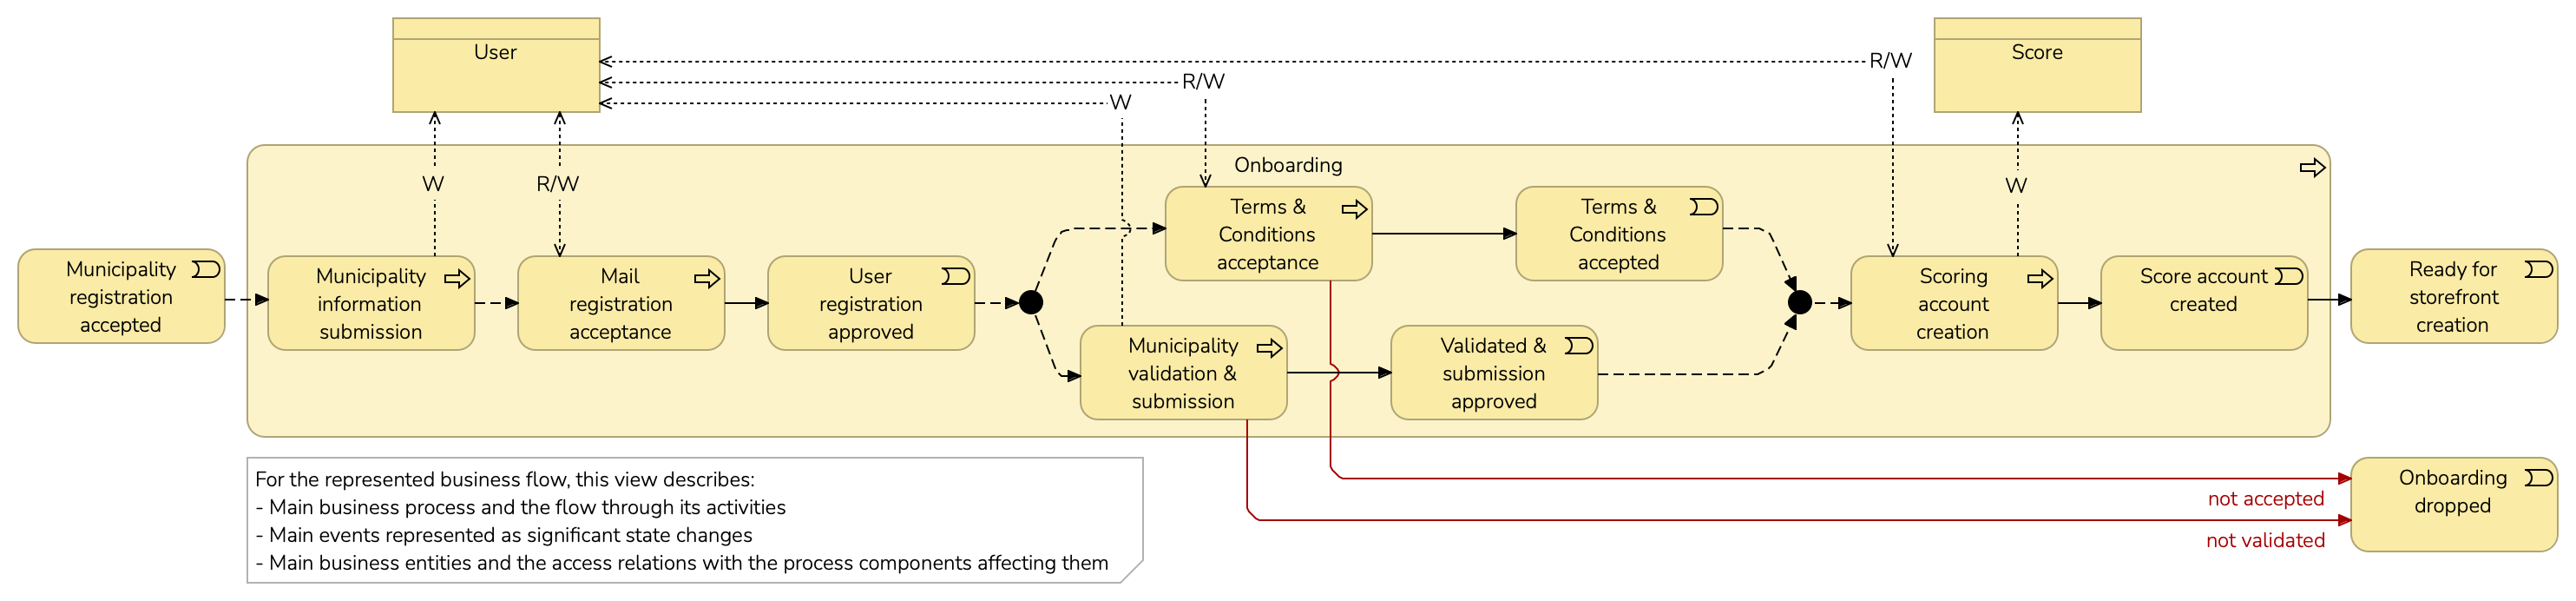 User
Score
R/W
R/W
W
Onboarding
W
R/W
W
Municipality
registration
accepted
Municipality
information
submission
Mail
registration
acceptance
User
registration
approved
Terms &
Conditions
acceptance
Terms &
Conditions
accepted
Municipality
validation &
submission
Validated &
submission
approved
Scoring
account
creation
Score account
created
Ready for
storefront
creation
For the represented business flow, this view describes:
- Main business process and the flow through its activities
- Main events represented as significant state changes
- Main business entities and the access relations with the process components affecting them
not accepted
not validated
Onboarding
dropped